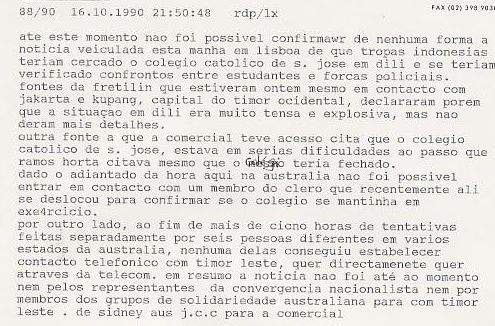 FAX (02) 398 9036
88/90 16.10.1990 21:50:48 rdp/lx
ate este momento nao foi possivel confirmawr de nenhuma forma a
noticia veiculada esta manha em lisboa de que tropas indonesias
teriam cercado o colegio catolico de s. jose em dili e se teriam
verificado confrontos entre estudantes e forcas policiais.
fontes da fretilin que estiveram ontem mesmo em contacto com
jakarta e kupang, capital do timor ocidental, declararam porem
que a situaçao em dili era muito tensa e explosiva, mas nao
deram mais detalhes.
outra fonte a que a comercial teve acesso cita que o colegio
catolico de s. jose, estava em serias dificuldades ao passo que
ramos horta citava mesmo que o teria fechado.
dado o adiantado da hora aqui na australia nao foi possivel
entrar em contacto com um membro do clero que recentemente ali
se deslocou para confirmar se o colegio se mantinha em
exe4rcicio.
por outro lado, ao fim de mais de cicno horas de tentativas
feitas separadamente por seis pessoas diferentes em varios
estados da australia, nenhuma delas conseguiu estabelecer
contacto telefonico com timor leste, quer directamenete quer
atraves da telecom. em resumo a noticia nao foi até ao momento
nem pelos representantes da convergencia nacionalista nem por
membros dos grupos de solidariedade australiana para com timor
leste . de sidney aus j.c.c para a comercial